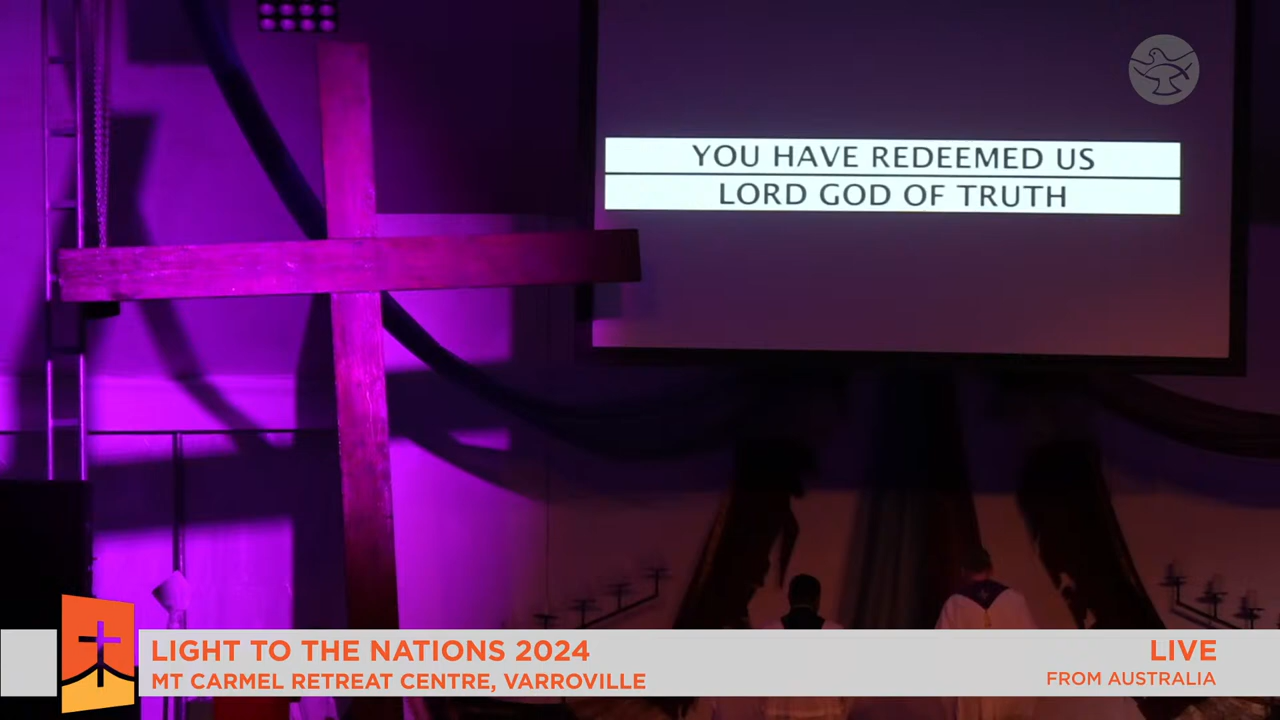 YOU HAVE REDEEMED US
LORD GOD OF TRUTH
LIGHT TO THE NATIONS 2024
MT CARMEL RETREAT CENTRE, VARROVILLE
LIVE
FROM AUSTRALIA